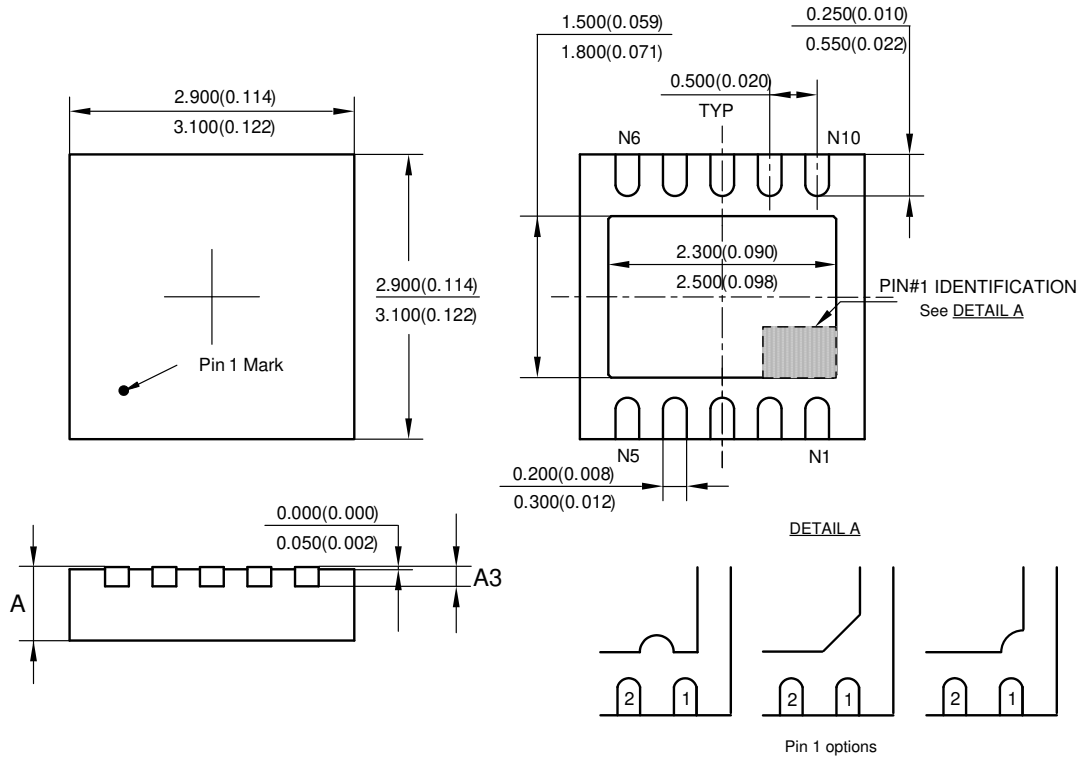 1.500(0.059)
1.800(0.071)
0.250(0.010)
0.550(0.022)
0.500(0.020)
TYP
2.900(0.114)
3.100(0.122)
N6
N10
2.900(0.114)
3.100(0.122)
2.300(0.090)
2.500(0.098)
PIN#1 IDENTIFICATION
See DETAIL A
Pin 1 Mark
N5
N1
0.200(0.008)
0.300(0.012)
0.000(0.000)
0.050(0.002)
A
A3
DETAIL A
2 1
2 1
2 1
Pin 1 options